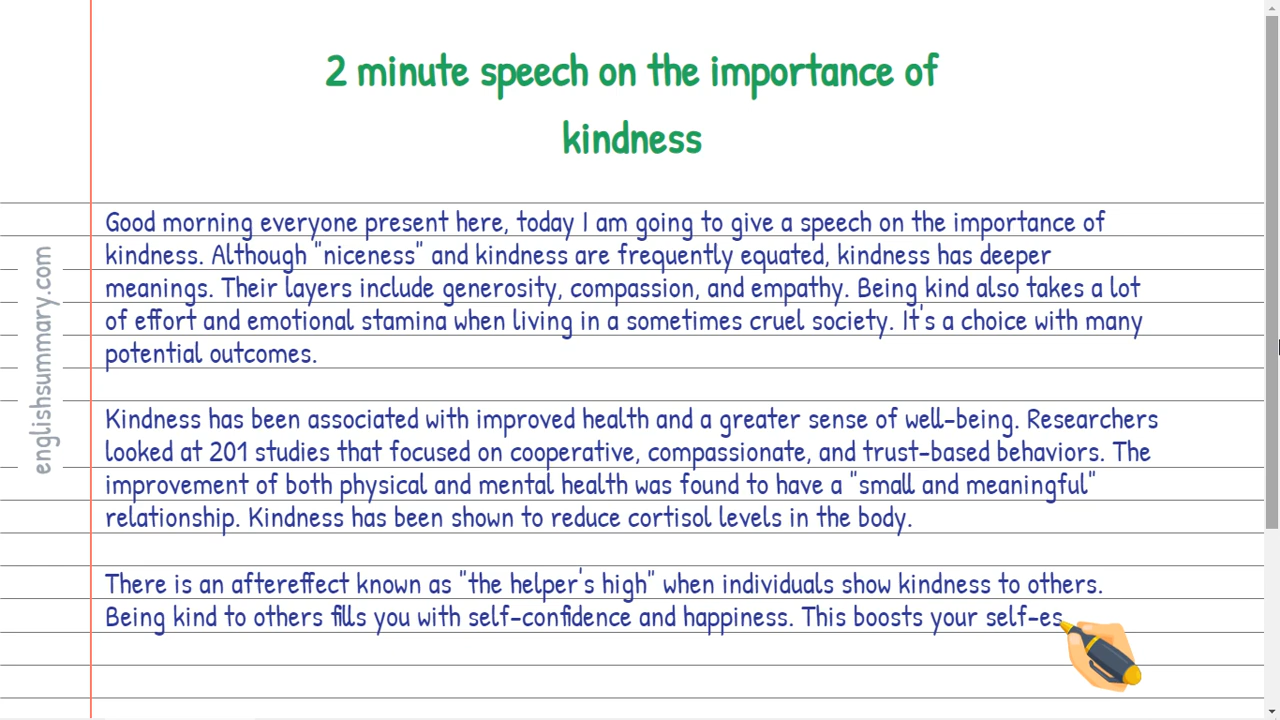 2 minute speech on the importance of
kindness
Good morning everyone present here, today I am going to give a speech on the importance of
kindness. Although "niceness" and kindness are frequently equated, kindness has deeper
meanings. Their layers include generosity, compassion, and empathy. Being kind also takes a lot
of effort and emotional stamina when living in a sometimes cruel society. It's a choice with many
potential outcomes.
Kindness has been associated with improved health and a greater sense of well-being. Researchers
looked at 201 studies that focused on cooperative, compassionate, and trust-based behaviors. The
improvement of both physical and mental health was found to have a "small and meaningful"
relationship. Kindness has been shown to reduce cortisol levels in the body.
There is an aftereffect known as "the helper's high" when individuals show kindness to others.
Being kind to others fills you with self-confidence and happiness. This boosts your self-es
englishsummary.com